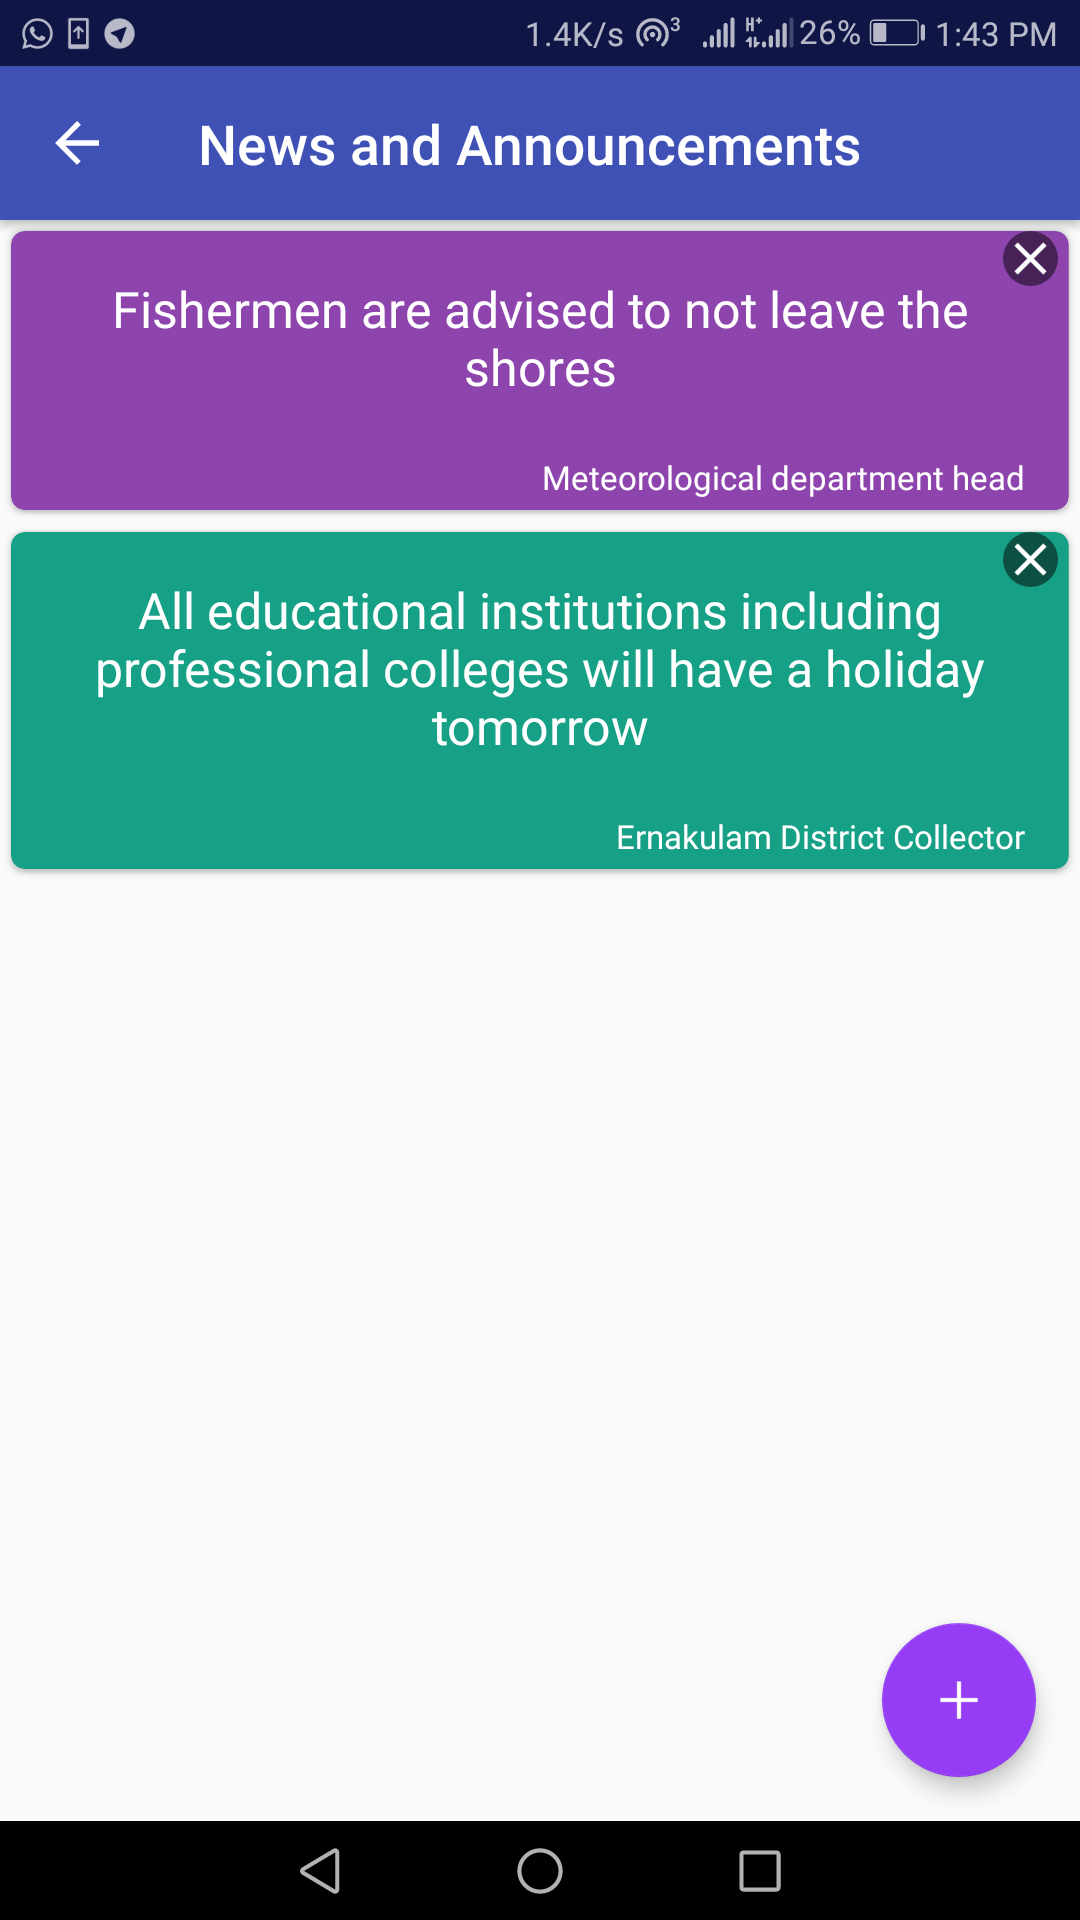 1.4K/s 3 H+ 26% 1:43 PM
News and Announcements
Fishermen are advised to not leave the
shores
Meteorological department head
All educational institutions including
professional colleges will have a holiday
tomorrow
Ernakulam District Collector